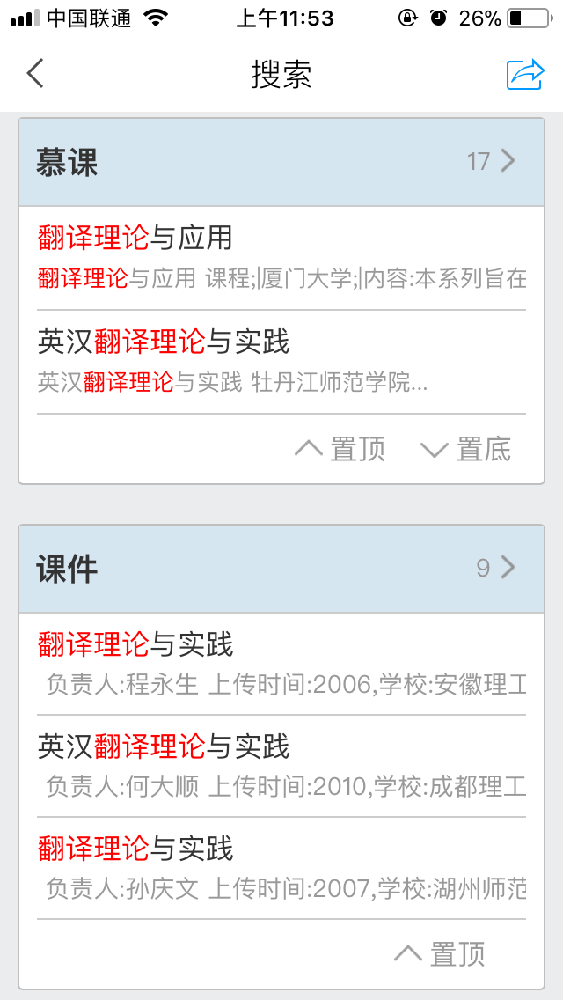 中国联通 上午11:53 26%
搜索
慕课 17
翻译理论与应用
翻译理论与应用 课程;|厦门大学;|内容:本系列旨在
英汉翻译理论与实践
英汉翻译理论与实践 牡丹江师范学院...
置顶 置底
课件 9
翻译理论与实践
负责人:程永生 上传时间:2006,学校:安徽理工
英汉翻译理论与实践
负责人:何大顺 上传时间:2010,学校:成都理工
翻译理论与实践
负责人:孙庆文 上传时间:2007,学校:湖州师范
置顶